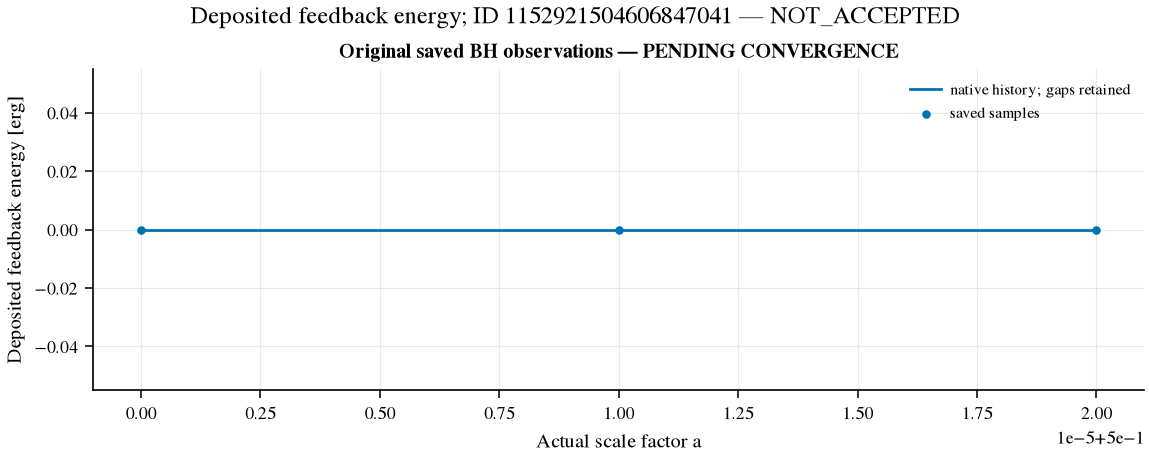 Deposited feedback energy; ID 1152921504606847041 — NOT_ACCEPTED
Original saved BH observations — PENDING CONVERGENCE
native history; gaps retained
saved samples
Deposited feedback energy [erg]
0.04
0.02
0.00
−0.02
−0.04
0.00 0.25 0.50 0.75 1.00 1.25 1.50 1.75 2.00
Actual scale factor a
1e−5+5e−1